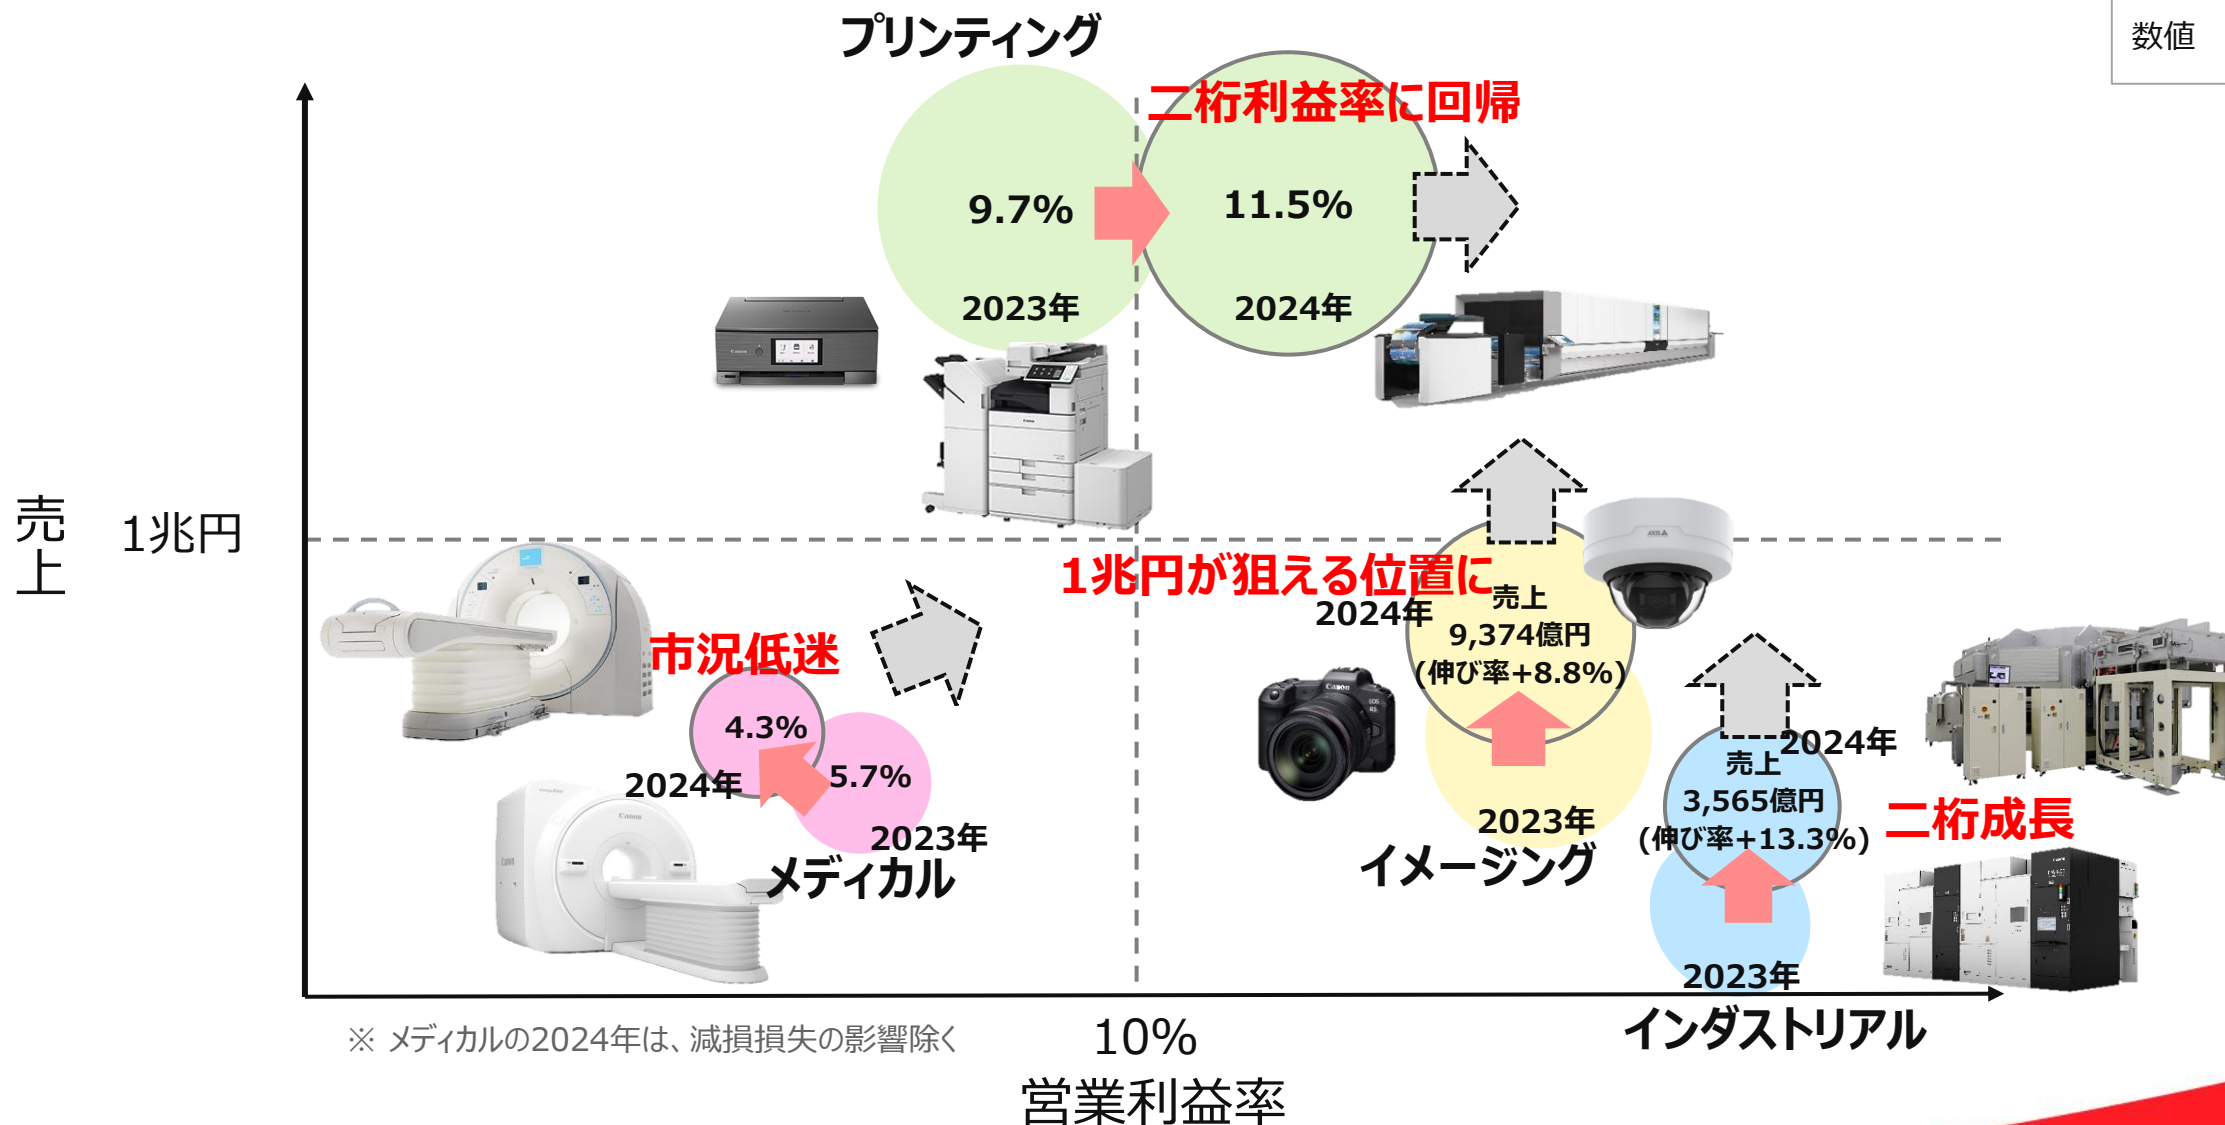 プリンティング
数値
二桁利益率に回帰
9.7%
11.5%
2023年
2024年
Canon
Canon
売上
1兆円
1兆円が狙える位置に
2024年
売上
9,374億円
(伸び率+8.8%)
AXIS
Canon
EOS
R5
市況低迷
4.3%
5.7%
2024年
2023年
メディカル
Canon
2023年
イメージング
2024年
売上
3,565億円
(伸び率+13.3%)
二桁成長
2023年
インダストリアル
※ メディカルの2024年は、減損損失の影響除く
10%
営業利益率